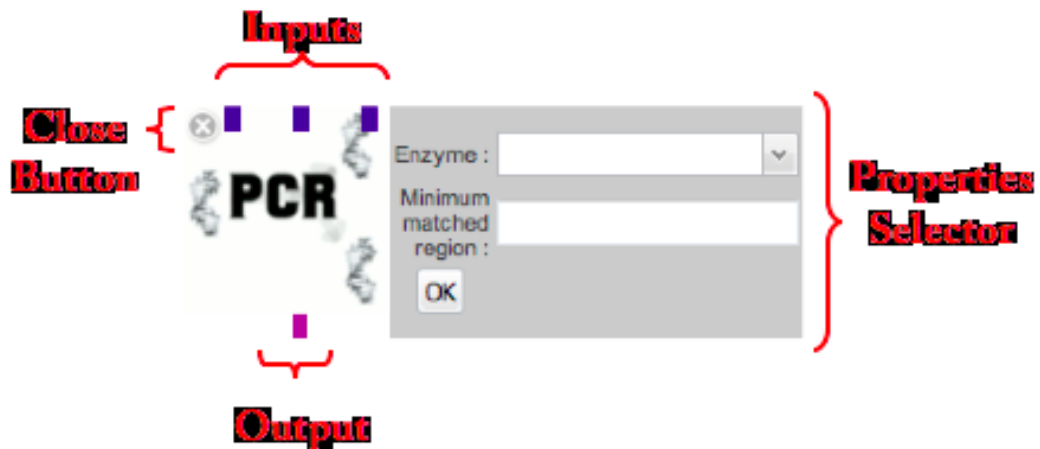 Inputs
Close
Button
PCR
Enzyme :
Minimum
matched
region :
OK
Properties
Selector
Output